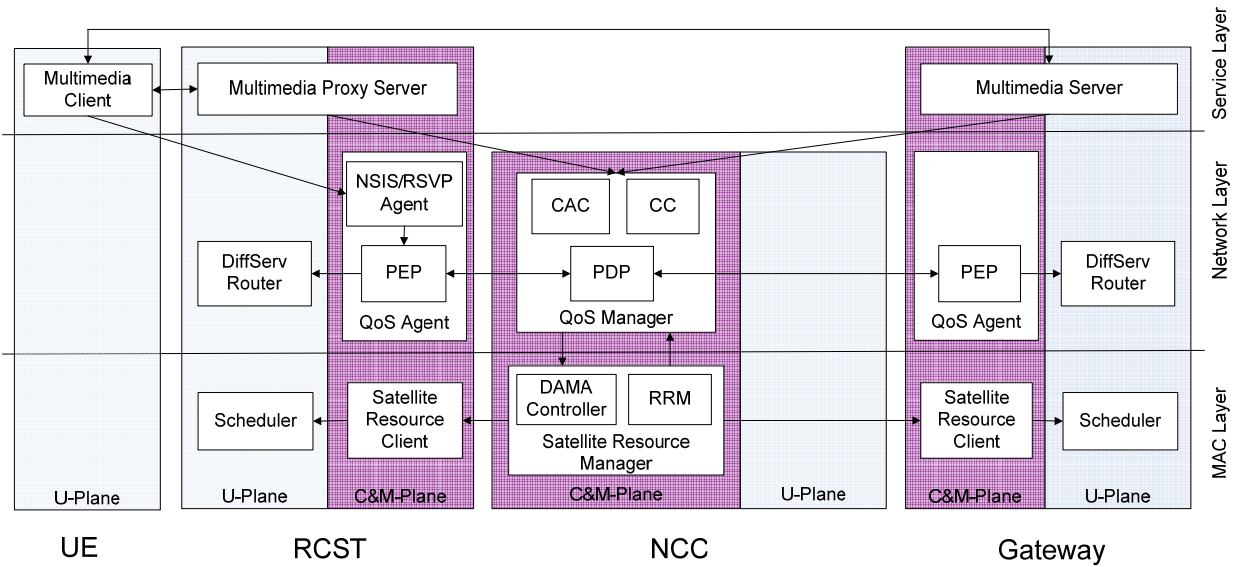 Service Layer
Multimedia
Client
Multimedia Proxy Server
Multimedia Server
Network Layer
NSIS/RSVP
Agent
CAC
CC
DiffServ
Router
PEP
PDP
PEP
DiffServ
Router
QoS Agent
QoS Manager
QoS Agent
MAC Layer
Scheduler
Satellite
Resource
Client
DAMA
Controller
RRM
Satellite Resource
Manager
Satellite
Resource
Client
Scheduler
U-Plane
U-Plane
C&M-Plane
C&M-Plane
U-Plane
C&M-Plane
U-Plane
UE
RCST
NCC
Gateway